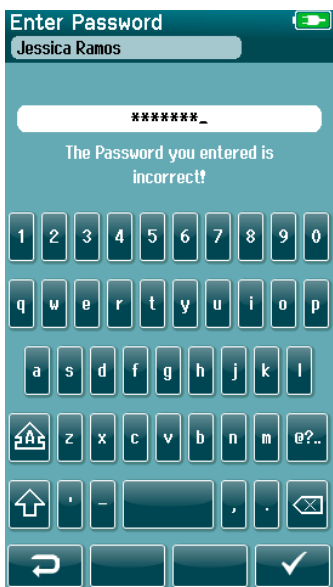 Enter Password
Jessica Ramos
*******_
The Password you entered is
incorrect!
1 2 3 4 5 6 7 8 9 0
q w e r t y u i o p
a s d f g h j k l
A z x c v b n m @?..
' - , .